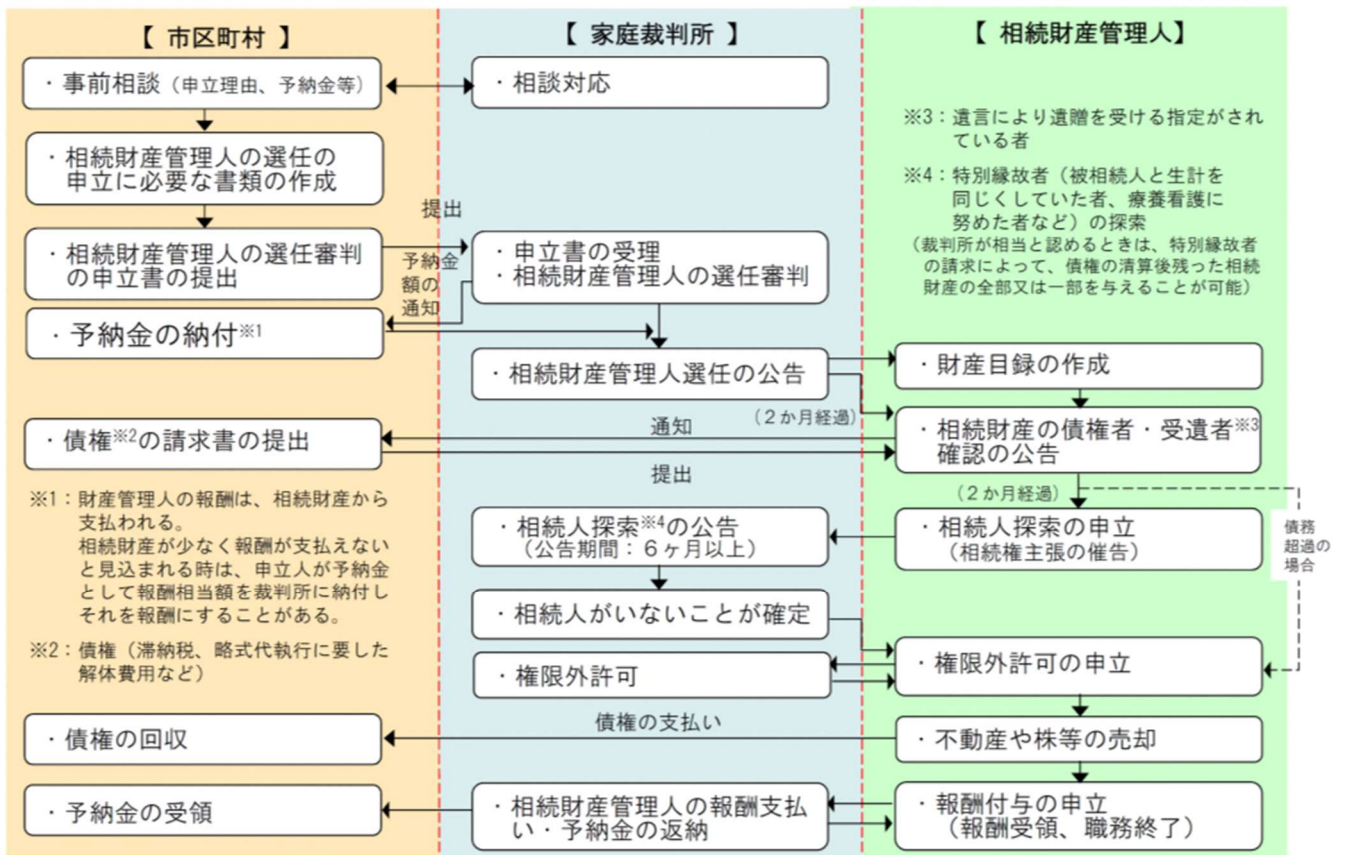 【 市区町村 】
・事前相談（申立理由、予納金等）
・相続財産管理人の選任の
申立に必要な書類の作成
・相続財産管理人の選任審判
の申立書の提出
・予納金の納付※1
・債権※2の請求書の提出
※1：財産管理人の報酬は、相続財産から
支払われる。
相続財産が少なく報酬が支払えない
と見込まれる時は、申立人が予納金
として報酬相当額を裁判所に納付し
それを報酬にすることがある。
※2：債権（滞納税、略式代執行に要した
解体費用など）
・債権の回収
・予納金の受領
提出
予納金
額の
通知
【 家庭裁判所 】
・相談対応
・申立書の受理
・相続財産管理人の選任審判
・相続財産管理人選任の公告
（２か月経過）
通知
提出
・相続人探索※4の公告
（公告期間：６ヶ月以上）
・相続人がいないことが確定
・権限外許可
債権の支払い
・相続財産管理人の報酬支払
い・予納金の返納
【 相続財産管理人】
※3：遺言により遺贈を受ける指定がされ
ている者
※4：特別縁故者（被相続人と生計を
同じくしていた者、療養看護に
努めた者など）の探索
（裁判所が相当と認めるときは、特別縁故者
の請求によって、債権の清算後残った相続
財産の全部又は一部を与えることが可能）
・財産目録の作成
・相続財産の債権者・受遺者※3
確認の公告
（２か月経過）
・相続人探索の申立
（相続権主張の催告）
債務
超過の
場合
・権限外許可の申立
・不動産や株等の売却
・報酬付与の申立
（報酬受領、職務終了）